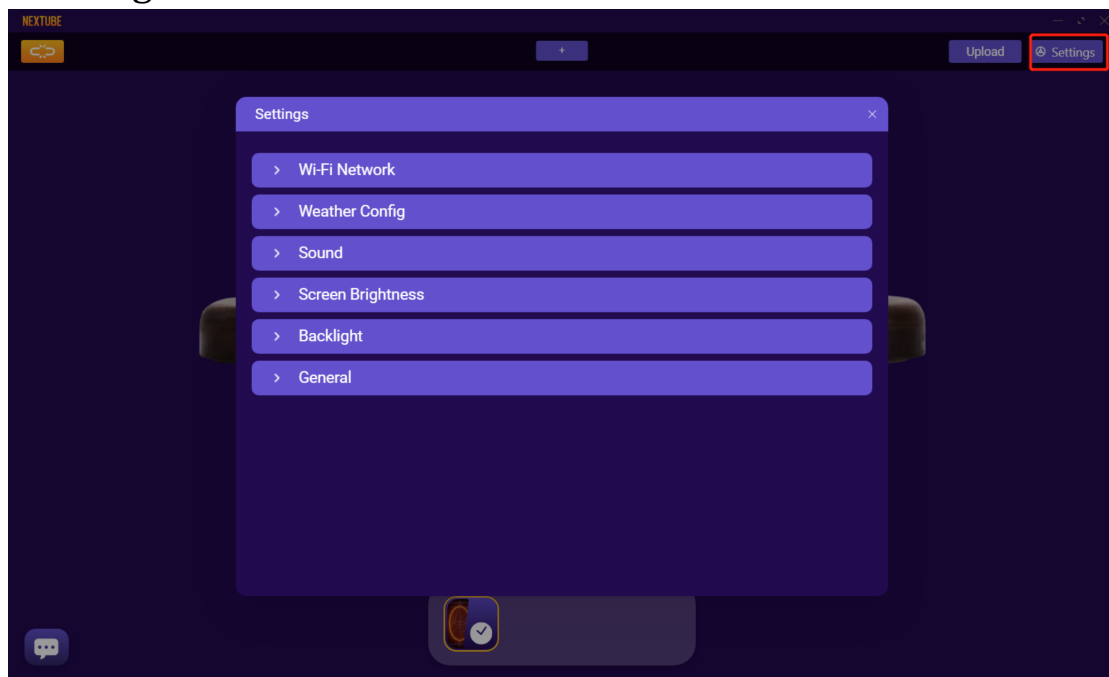 NEXTUBE
+
Upload
Settings
Settings
Wi-Fi Network
Weather Config
Sound
Screen Brightness
Backlight
General